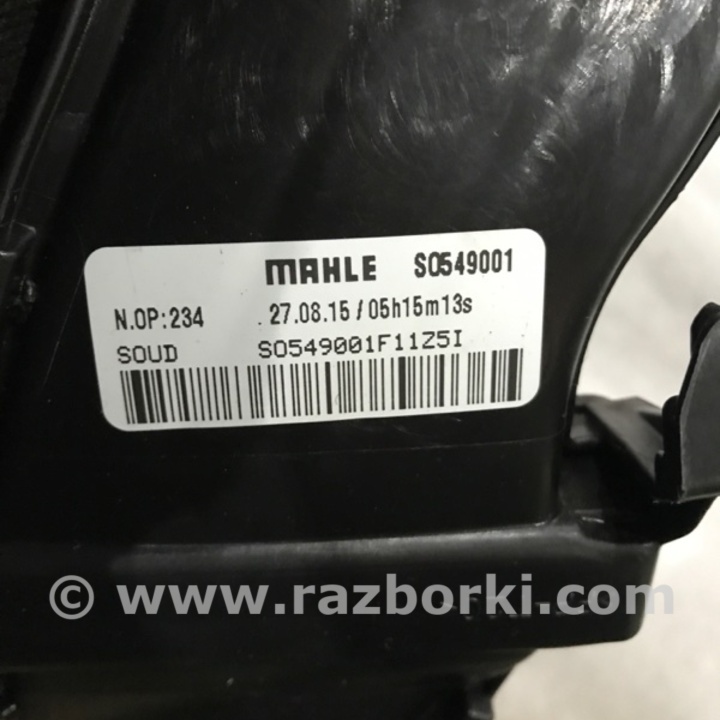 MAHLE S0549001
N.OP:234 27.08.15 / 05h15m13s
SOUD S0549001F11Z5I
© www.razborki.com